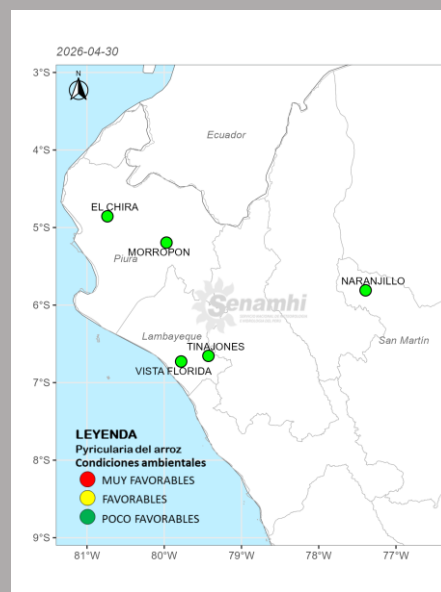 2026-04-30
N
3°S
4°S
Ecuador
EL CHIRA
5°S
MORROPON
Piura
NARANJILLO
6°S
Senamhi
Lambayeque
San Martín
TINAJONES
VISTA FLORIDA
7°S
LEYENDA
Pyricularia del arroz
Condiciones ambientales
MUY FAVORABLES
FAVORABLES
POCO FAVORABLES
8°S
9°S
81°W 80°W 79°W 78°W 77°W